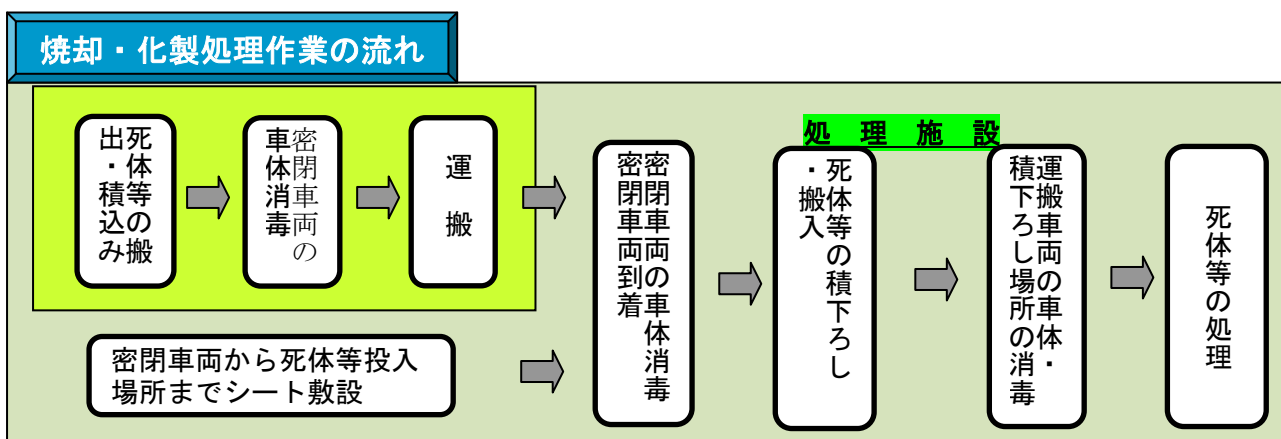 焼却・化製処理作業の流れ
処理施設
死体等の搬
出・積込み
密閉車両の
車体消毒
運搬
密閉車両の車体消毒
密閉車両到着
死体等の積下ろし
・搬入
運搬車両の車体・
積下ろし場所の消毒
死体等の処理
密閉車両から死体等投入
場所までシート敷設